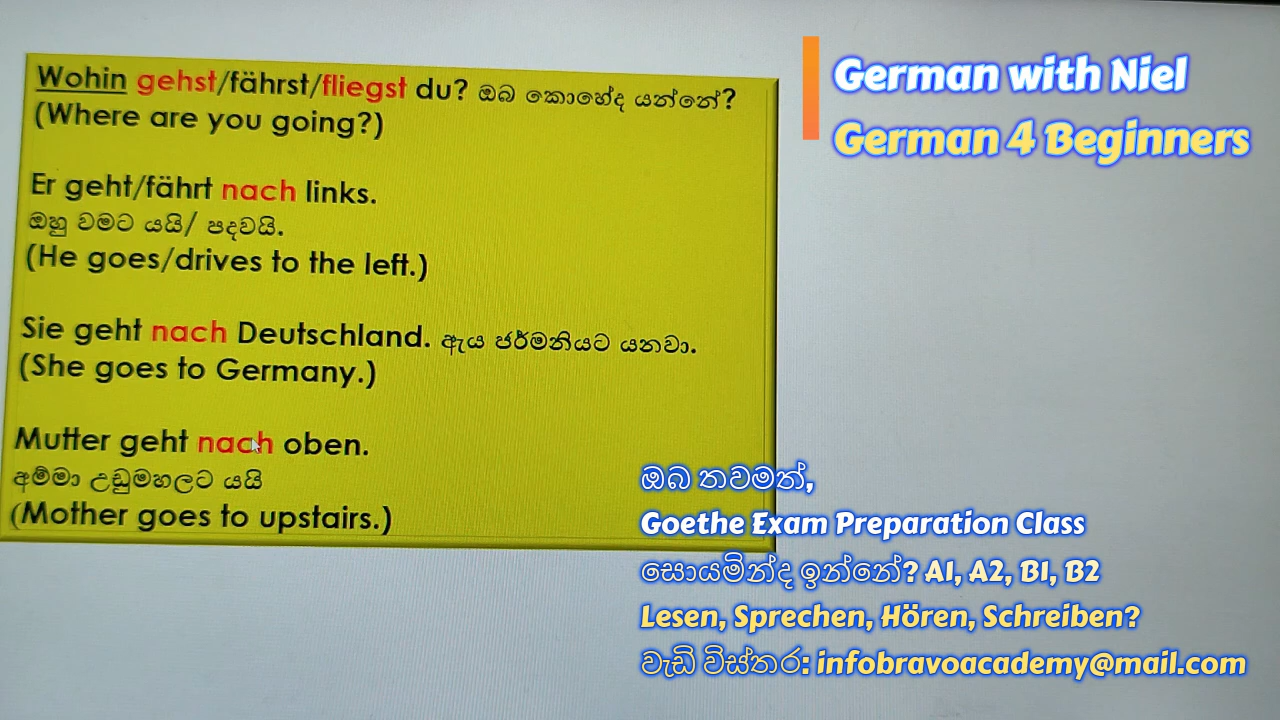 Wohin gehst/fährst/fliegst du? ඔබ කොහේද යන්නේ?
(Where are you going?)
Er geht/fährt nach links.
ඔහු වමට යයි/ පදවයි.
(He goes/drives to the left.)
Sie geht nach Deutschland. ඇය ජර්මනියට යනවා.
(She goes to Germany.)
Mutter geht nach oben.
අම්මා උඩුමහලට යයි
(Mother goes to upstairs.)
German with Niel
German 4 Beginners
ඔබ තවමත්,
Goethe Exam Preparation Class
සොයමින්ද ඉන්නේ? A1, A2, B1, B2
Lesen, Sprechen, Hören, Schreiben?
වැඩි විස්තර: infobravoacademy@mail.com